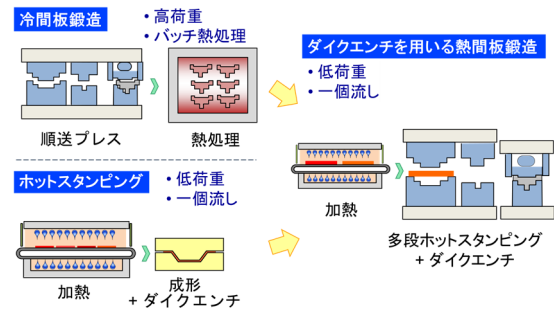 冷間板鍛造
• 高荷重
• バッチ熱処理
順送プレス
熱処理
ホットスタンピング
• 低荷重
• 一個流し
加熱
成形
+ ダイクエンチ
ダイクエンチを用いる熱間板鍛造
• 低荷重
• 一個流し
加熱
多段ホットスタンピング
+ ダイクエンチ